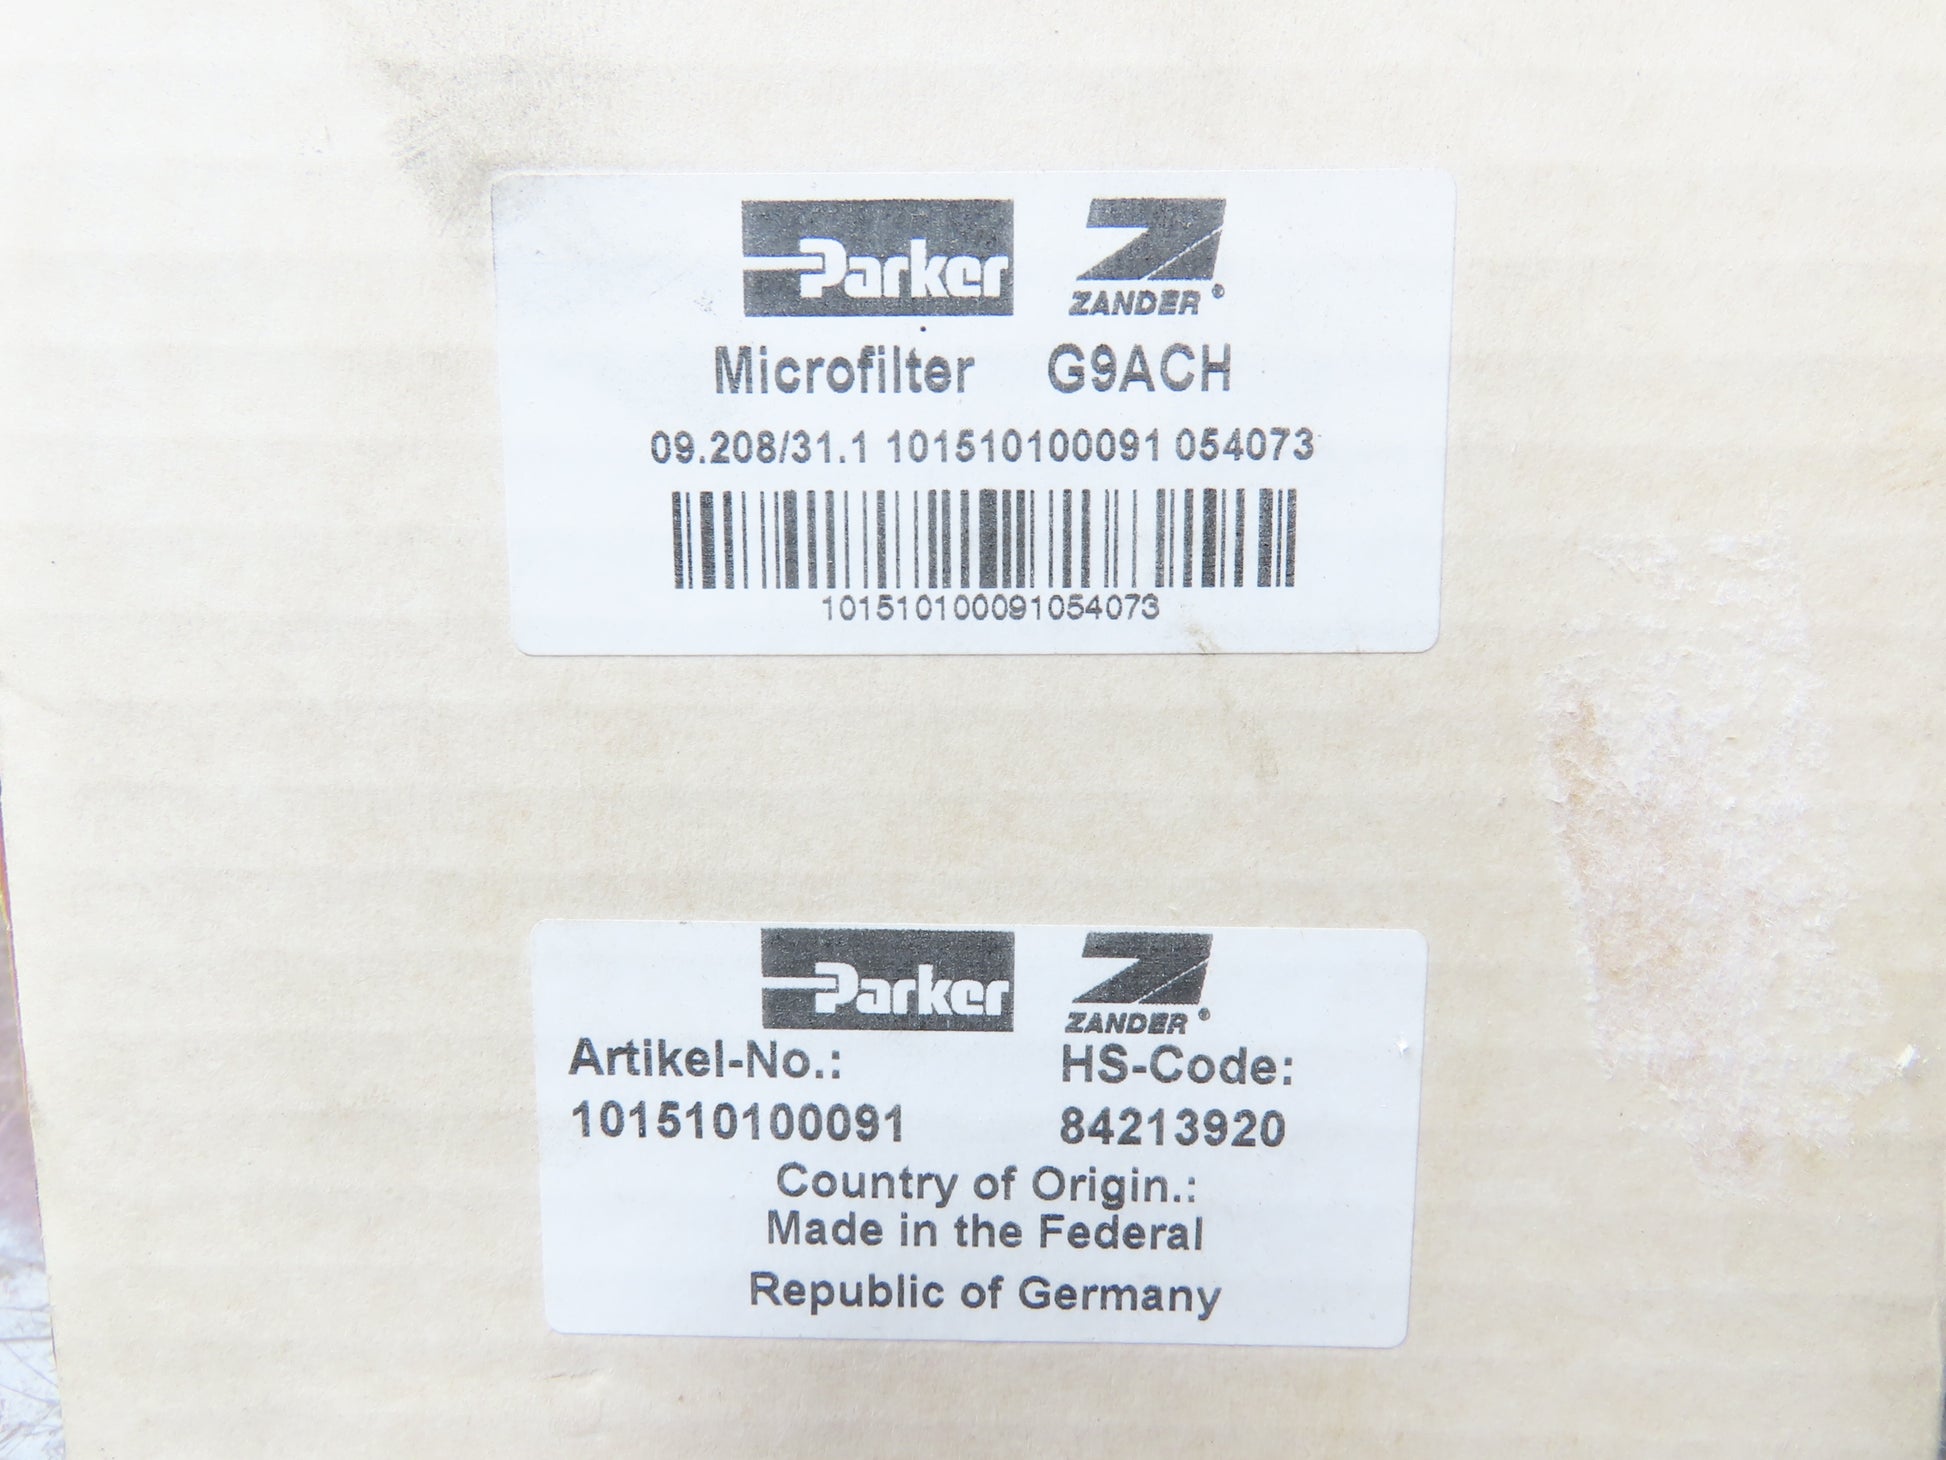 Parker ZANDER®
Microfilter G9ACH
09.208/31.1 101510100091 054073
101510100091054073
Parker ZANDER®
Artikel-No.: HS-Code:
101510100091 84213920
Country of Origin.:
Made in the Federal
Republic of Germany